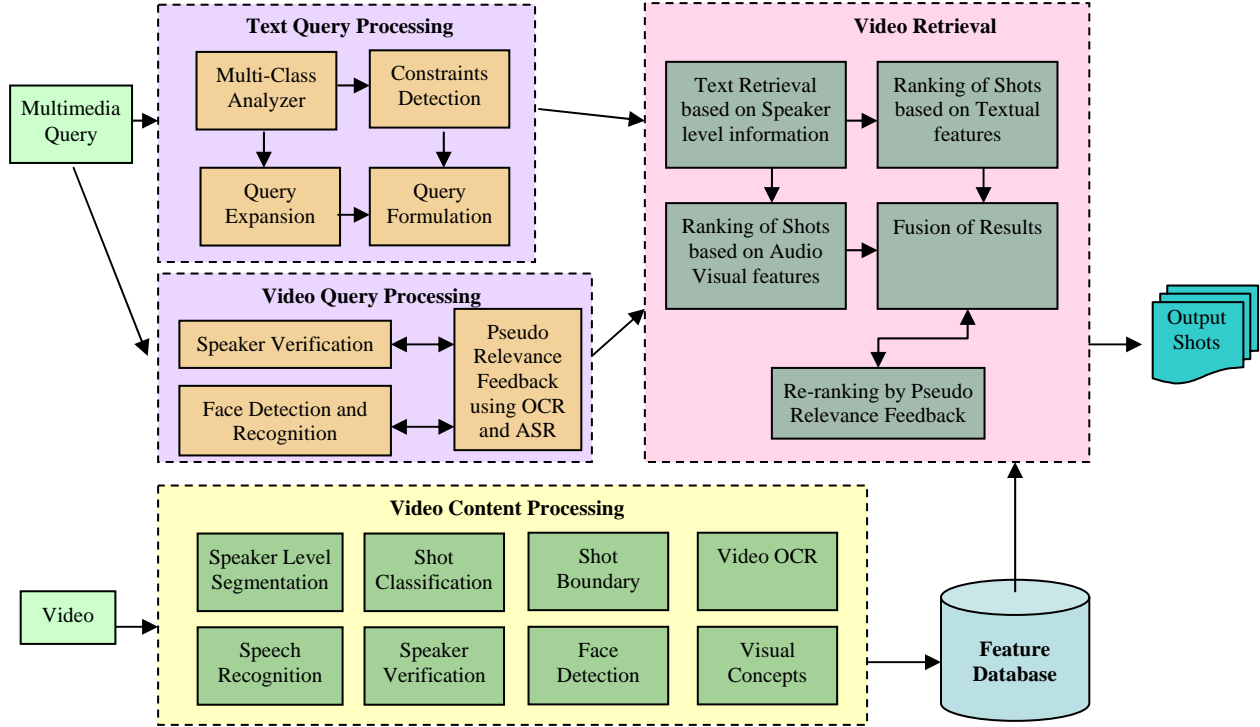 Multimedia
Query
Text Query Processing
Multi-Class
Analyzer
Constraints
Detection
Query
Expansion
Query
Formulation
Video Query Processing
Speaker Verification
Face Detection and
Recognition
Pseudo
Relevance
Feedback
using OCR
and ASR
Video Retrieval
Text Retrieval
based on Speaker
level information
Ranking of Shots
based on Textual
features
Ranking of Shots
based on Audio
Visual features
Fusion of Results
Re-ranking by Pseudo
Relevance Feedback
Output
Shots
Video
Video Content Processing
Speaker Level
Segmentation
Shot
Classification
Shot
Boundary
Video OCR
Speech
Recognition
Speaker
Verification
Face
Detection
Visual
Concepts
Feature
Database